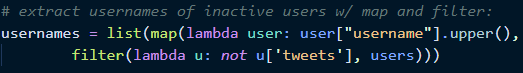 # extract usernames of inactive users w/ map and filter:
usernames = list(map(lambda user: user["username"].upper(),
        filter(lambda u: not u['tweets'], users)))